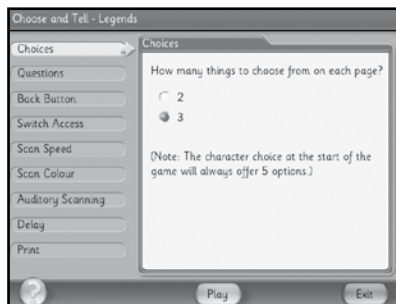 Choose and Tell - Legends
Choices
Questions
Back Button
Switch Access
Scan Speed
Scan Colour
Auditory Scanning
Delay
Print
Choices
How many things to choose from on each page?
2
3
(Note: The character choice at the start of the
game will always offer 5 options.)
?
Play
Exit